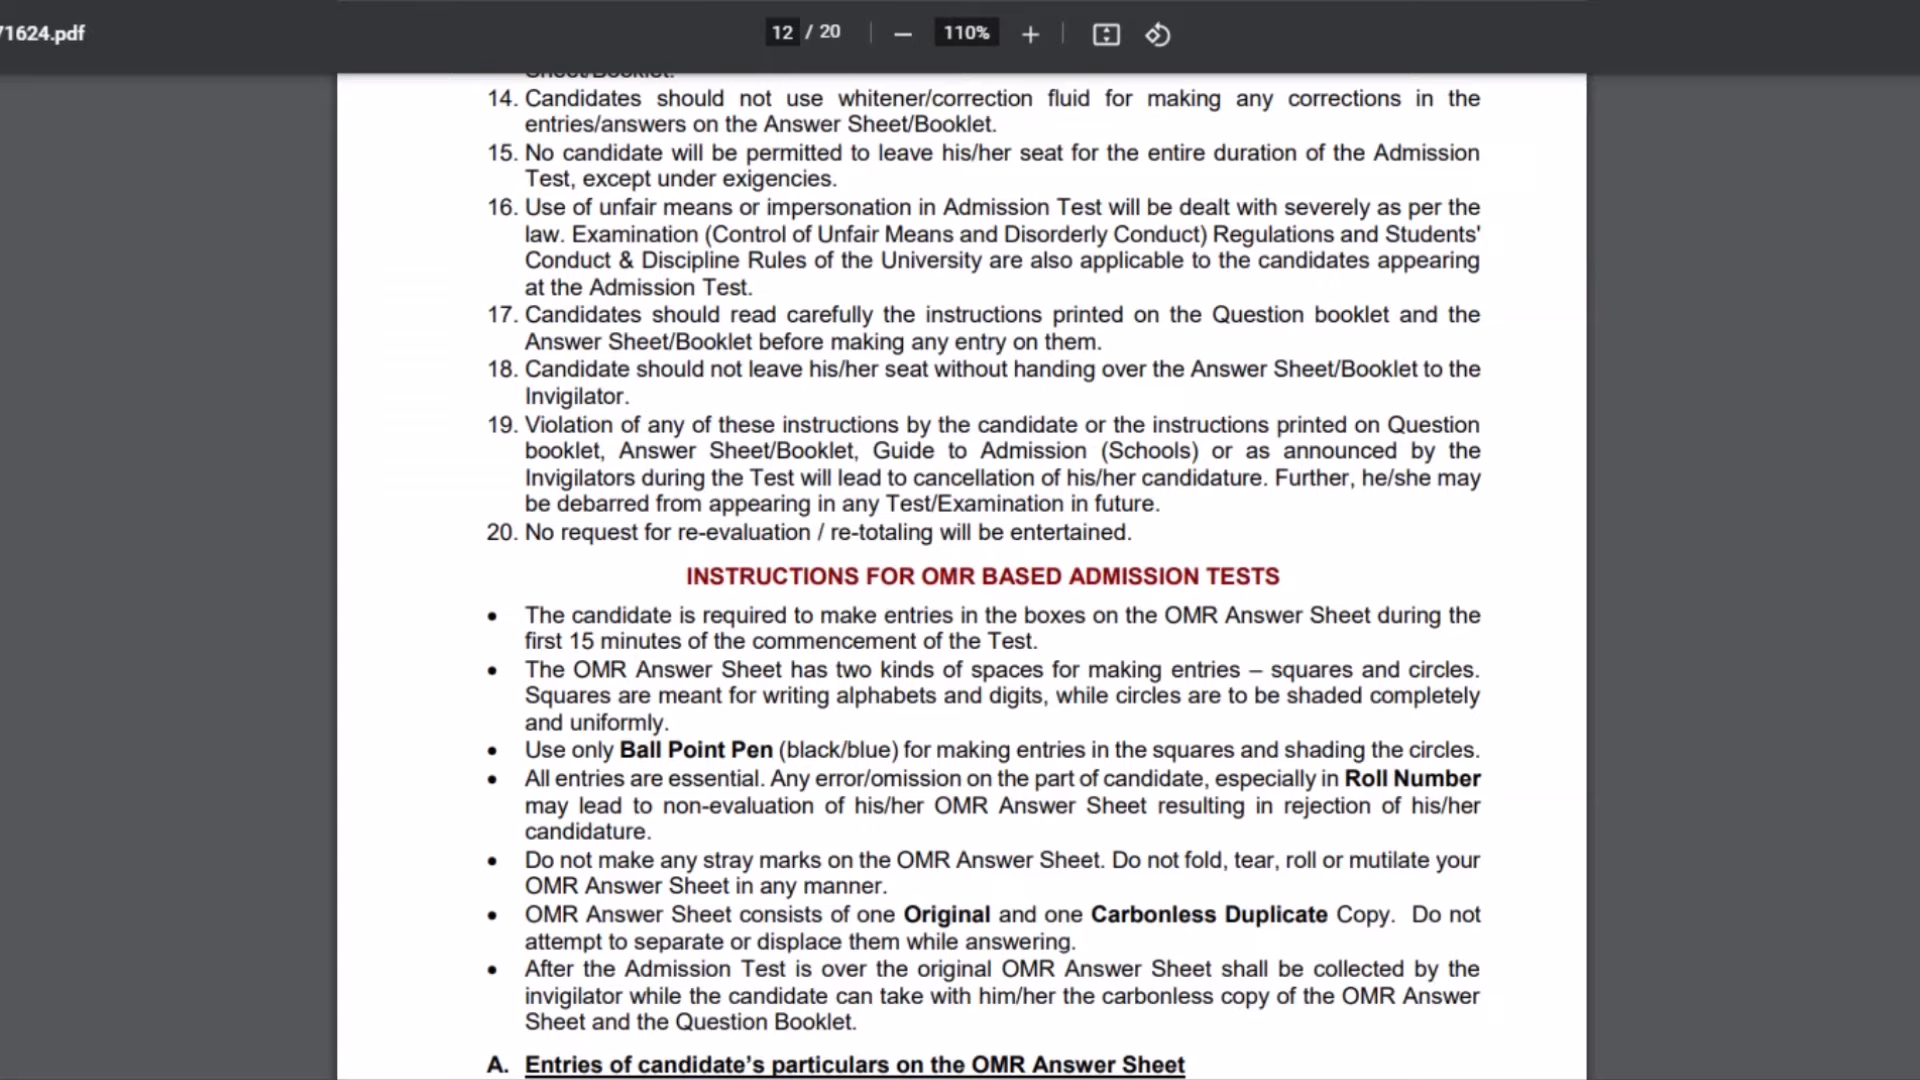 71624.pdf
12 / 20
110%
Sheet/Booklet.
14. Candidates should not use whitener/correction fluid for making any corrections in the
entries/answers on the Answer Sheet/Booklet.
15. No candidate will be permitted to leave his/her seat for the entire duration of the Admission
Test, except under exigencies.
16. Use of unfair means or impersonation in Admission Test will be dealt with severely as per the
law. Examination (Control of Unfair Means and Disorderly Conduct) Regulations and Students'
Conduct & Discipline Rules of the University are also applicable to the candidates appearing
at the Admission Test.
17. Candidates should read carefully the instructions printed on the Question booklet and the
Answer Sheet/Booklet before making any entry on them.
18. Candidate should not leave his/her seat without handing over the Answer Sheet/Booklet to the
Invigilator.
19. Violation of any of these instructions by the candidate or the instructions printed on Question
booklet, Answer Sheet/Booklet, Guide to Admission (Schools) or as announced by the
Invigilators during the Test will lead to cancellation of his/her candidature. Further, he/she may
be debarred from appearing in any Test/Examination in future.
20. No request for re-evaluation / re-totaling will be entertained.
INSTRUCTIONS FOR OMR BASED ADMISSION TESTS
• The candidate is required to make entries in the boxes on the OMR Answer Sheet during the
first 15 minutes of the commencement of the Test.
• The OMR Answer Sheet has two kinds of spaces for making entries – squares and circles.
Squares are meant for writing alphabets and digits, while circles are to be shaded completely
and uniformly.
• Use only Ball Point Pen (black/blue) for making entries in the squares and shading the circles.
• All entries are essential. Any error/omission on the part of candidate, especially in Roll Number
may lead to non-evaluation of his/her OMR Answer Sheet resulting in rejection of his/her
candidature.
• Do not make any stray marks on the OMR Answer Sheet. Do not fold, tear, roll or mutilate your
OMR Answer Sheet in any manner.
• OMR Answer Sheet consists of one Original and one Carbonless Duplicate Copy. Do not
attempt to separate or displace them while answering.
• After the Admission Test is over the original OMR Answer Sheet shall be collected by the
invigilator while the candidate can take with him/her the carbonless copy of the OMR Answer
Sheet and the Question Booklet.
A. Entries of candidate’s particulars on the OMR Answer Sheet